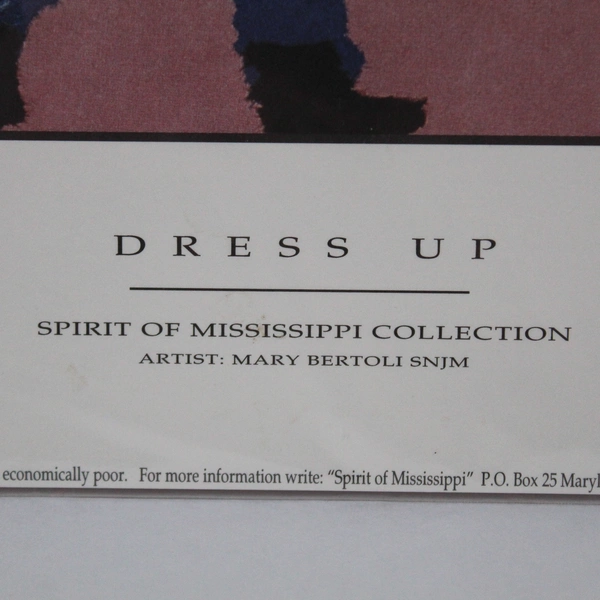 DRESS UP
SPIRIT OF MISSISSIPPI COLLECTION
ARTIST: MARY BERTOLI SNJM
economically poor. For more information write: “Spirit of Mississippi” P.O. Box 25 Maryl